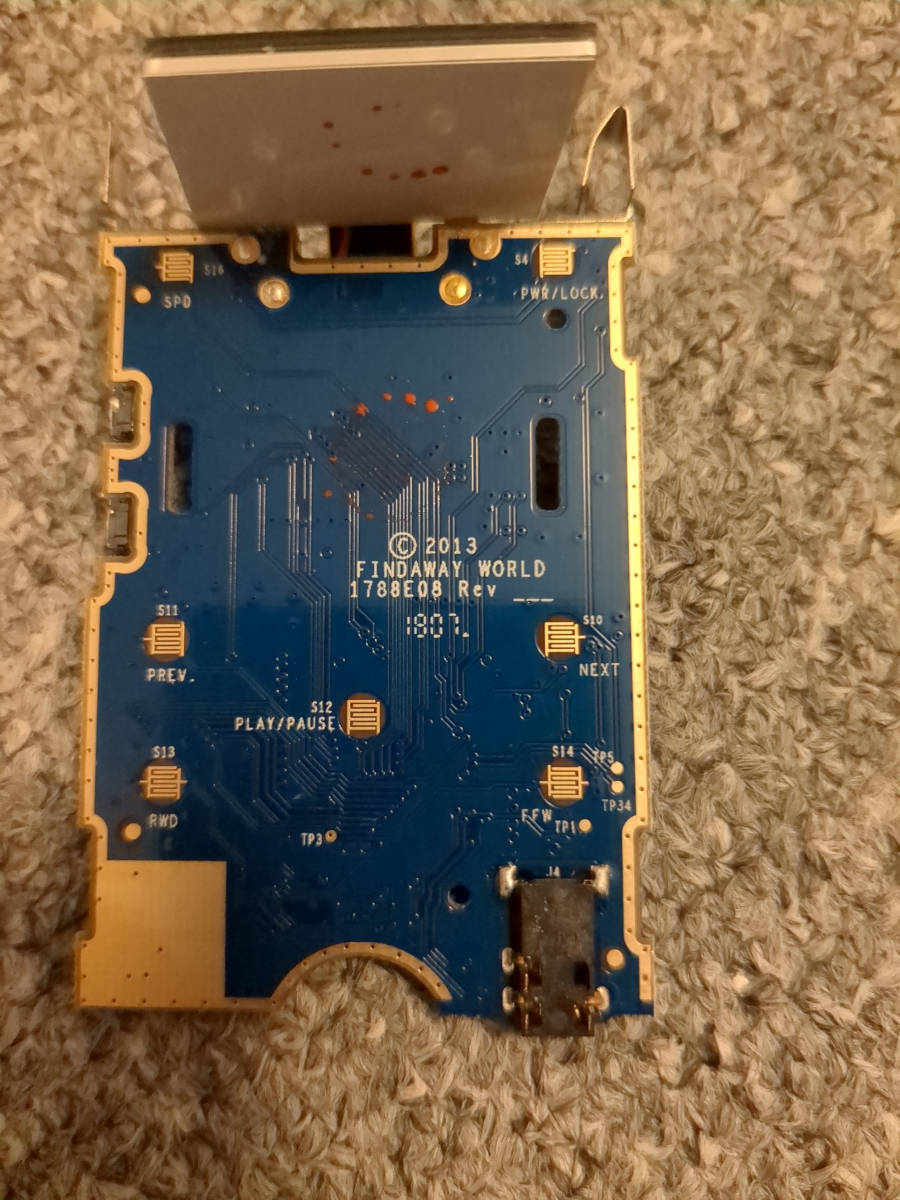 S16
SPD
S4
PWR/LOCK.
© 2013
FINDAWAY WORLD
1788E08 Rev ___
1807.
S11
PREV.
S10
NEXT
S12
PLAY/PAUSE
S13
RWD
S14
FFW
TP5
TP34
TP1
TP3
J4